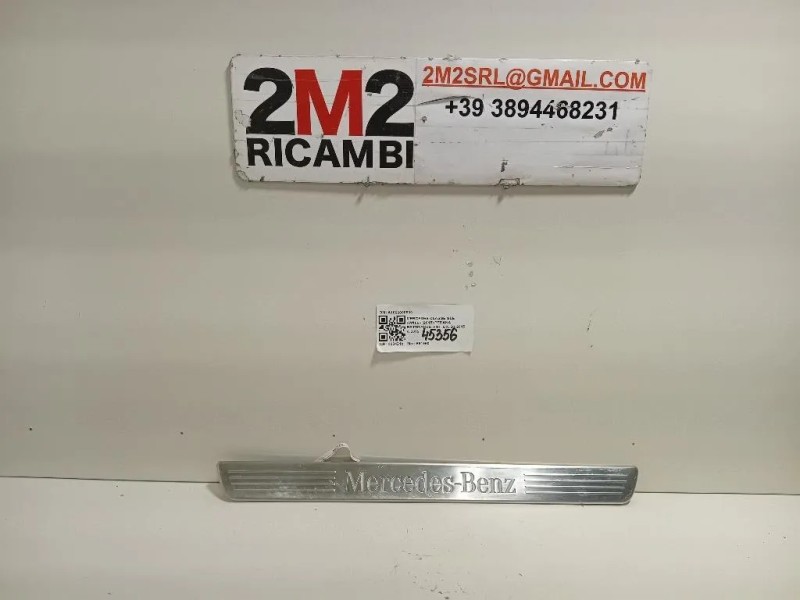 2M2
RICAMBI
2M2SRL@GMAIL.COM
+39 3894468231
45356
Mercedes-Benz